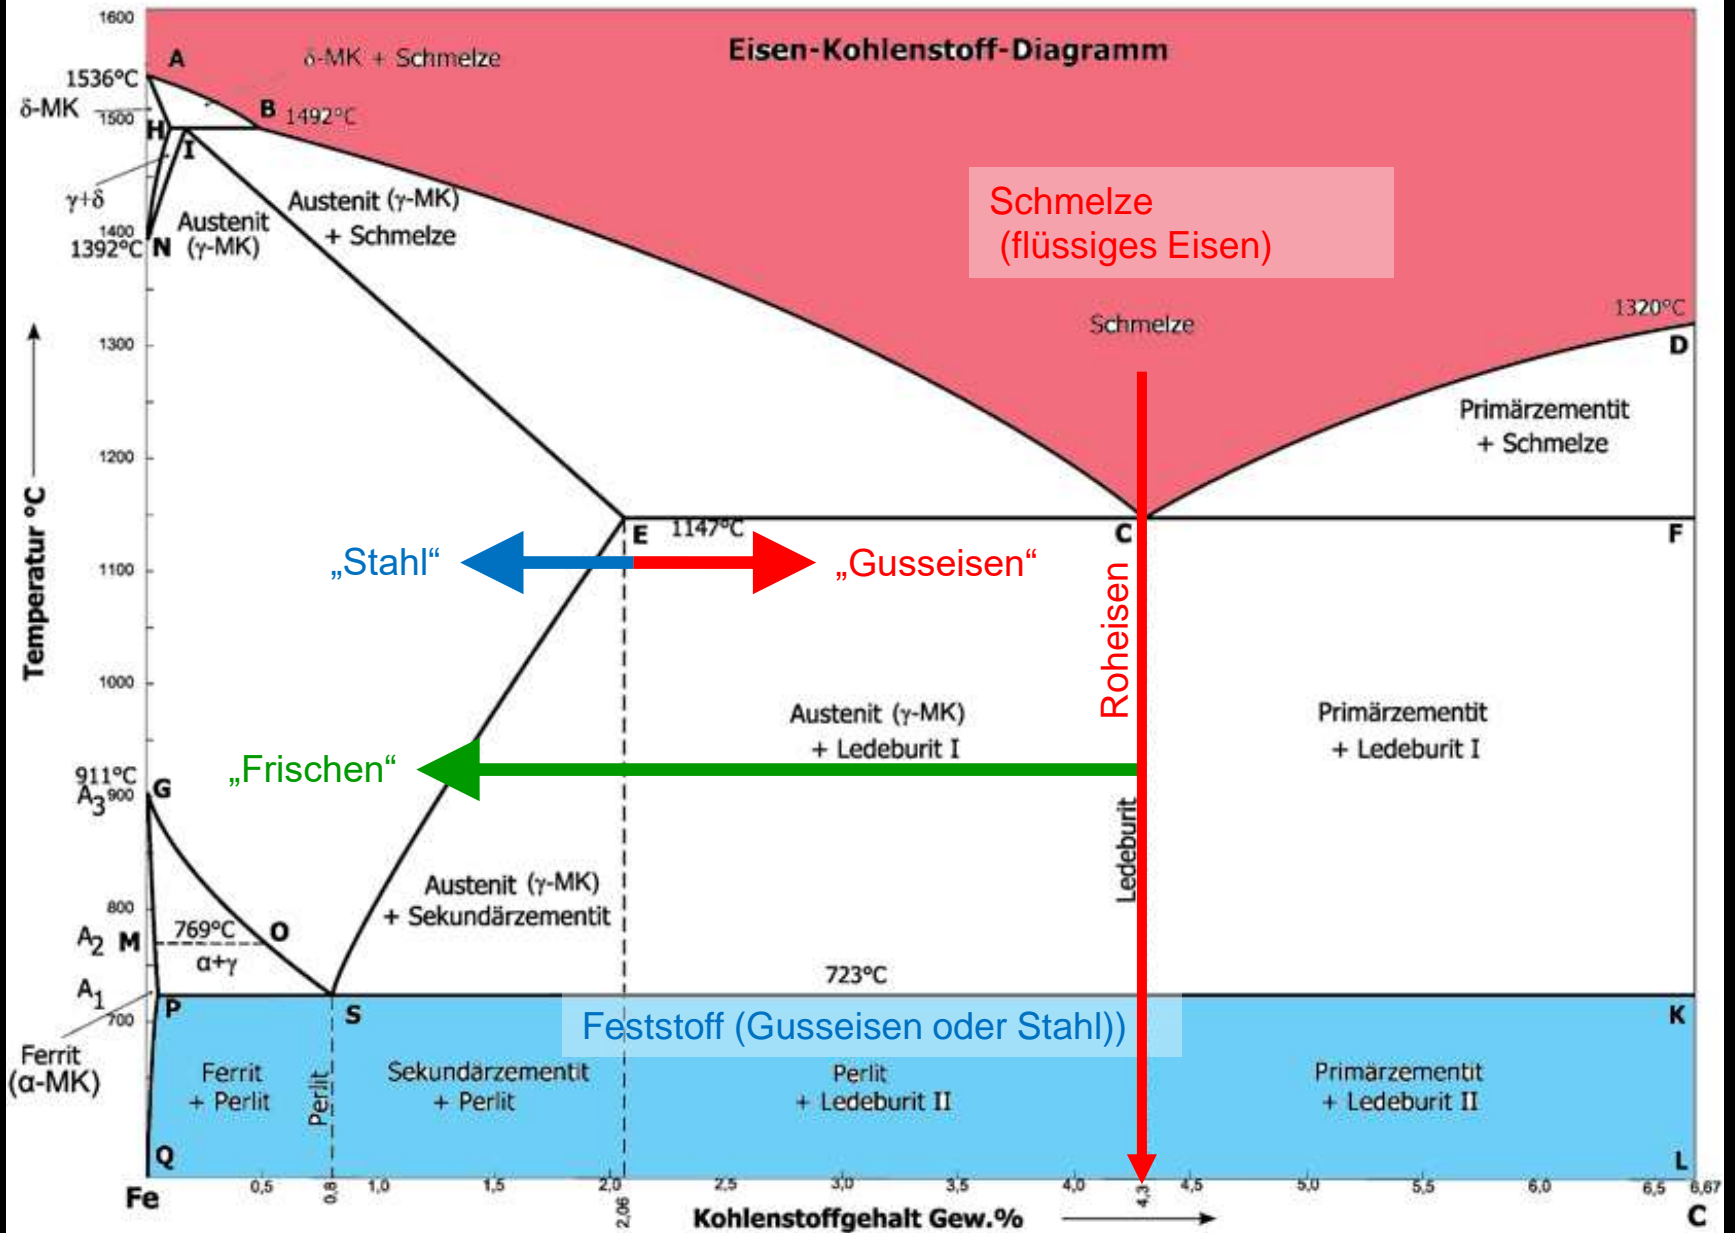 Eisen-Kohlenstoff-Diagramm
1600
A
δ-MK + Schmelze
1536°C
δ-MK
1500
B
1492°C
H
I
γ+δ
Austenit
(γ-MK)
Austenit (γ-MK)
+ Schmelze
1400
1392°C
N
Schmelze
(flüssiges Eisen)
Schmelze
1320°C
D
1300
Primärzementit
+ Schmelze
1200
Temperatur °C
E
1147°C
C
F
„Stahl“
„Gusseisen“
1100
Roheisen
1000
Austenit (γ-MK)
+ Ledeburit I
Primärzementit
+ Ledeburit I
„Frischen“
911°C
A3
900
G
Ledeburit
800
Austenit (γ-MK)
+ Sekundärzementit
A2
M
769°C
O
α+γ
723°C
A1
P
S
K
700
Feststoff (Gusseisen oder Stahl))
Ferrit
(α-MK)
Ferrit
+ Perlit
Perlit
Sekundärzementit
+ Perlit
Perlit
+ Ledeburit II
Primärzementit
+ Ledeburit II
Q
L
Fe
0,5
0,8
1,0
1,5
2,0
2,06
2,5
3,0
3,5
4,0
4,3
4,5
5,0
5,5
6,0
6,5
6,67
Kohlenstoffgehalt Gew.%
C